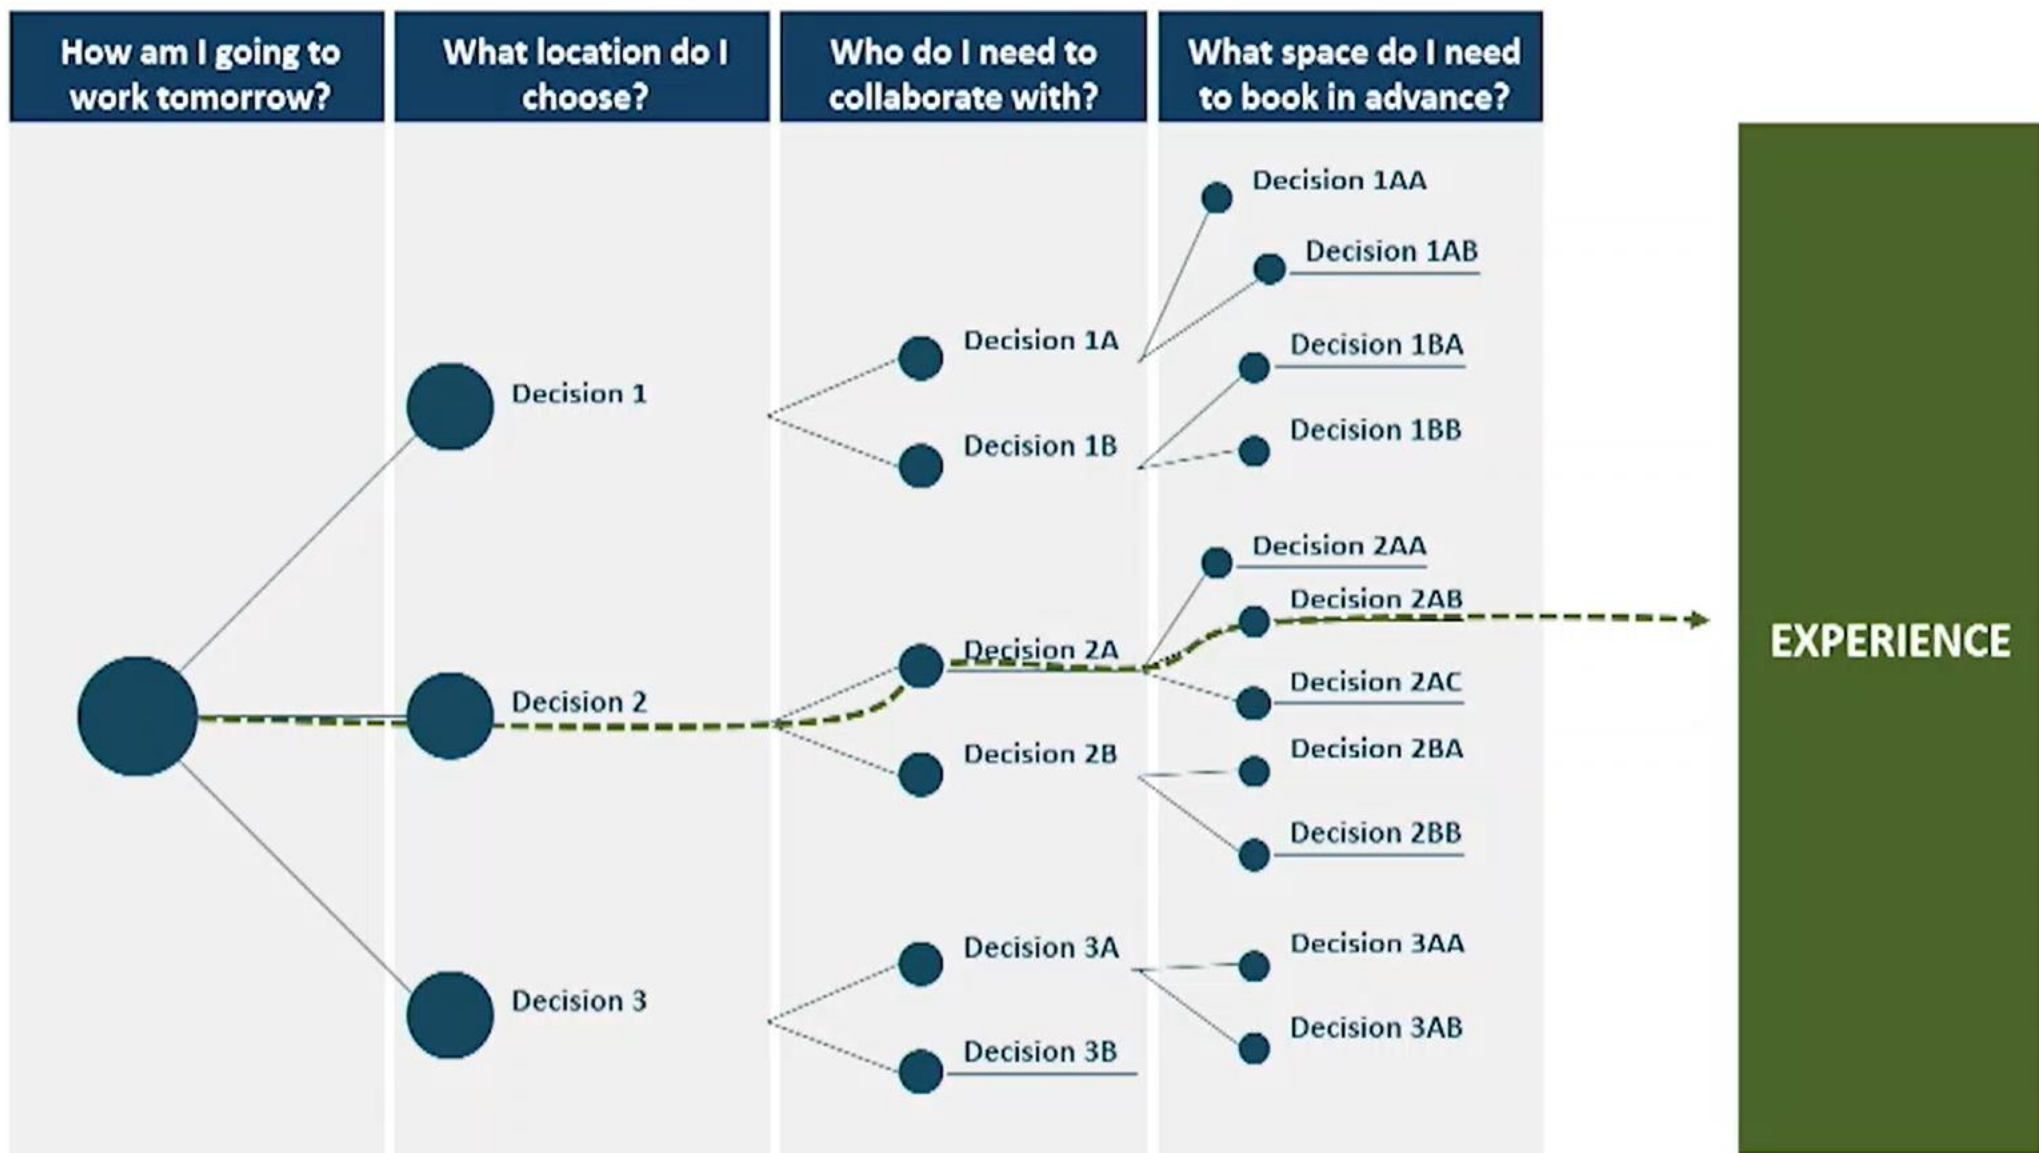 How am I going to
work tomorrow?
What location do I
choose?
Who do I need to
collaborate with?
What space do I need
to book in advance?
Decision 1
Decision 2
Decision 3
Decision 1A
Decision 1B
Decision 2A
Decision 2B
Decision 3A
Decision 3B
Decision 1AA
Decision 1AB
Decision 1BA
Decision 1BB
Decision 2AA
Decision 2AB
Decision 2AC
Decision 2BA
Decision 2BB
Decision 3AA
Decision 3AB
EXPERIENCE